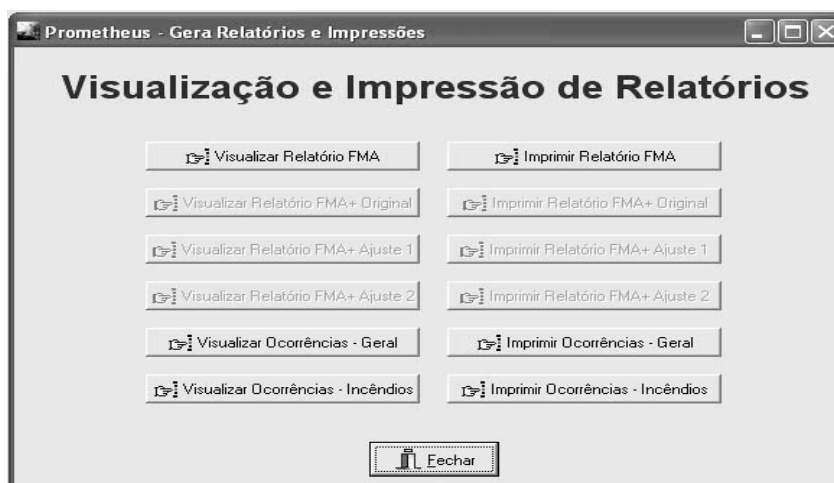 Prometheus - Gera Relatórios e Impressões
Visualização e Impressão de Relatórios
Visualizar Relatório FMA
Imprimir Relatório FMA
Visualizar Relatório FMA+ Original
Imprimir Relatório FMA+ Original
Visualizar Relatório FMA+ Ajuste 1
Imprimir Relatório FMA+ Ajuste 1
Visualizar Relatório FMA+ Ajuste 2
Imprimir Relatório FMA+ Ajuste 2
Visualizar Ocorrências - Geral
Imprimir Ocorrências - Geral
Visualizar Ocorrências - Incêndios
Imprimir Ocorrências - Incêndios
Fechar